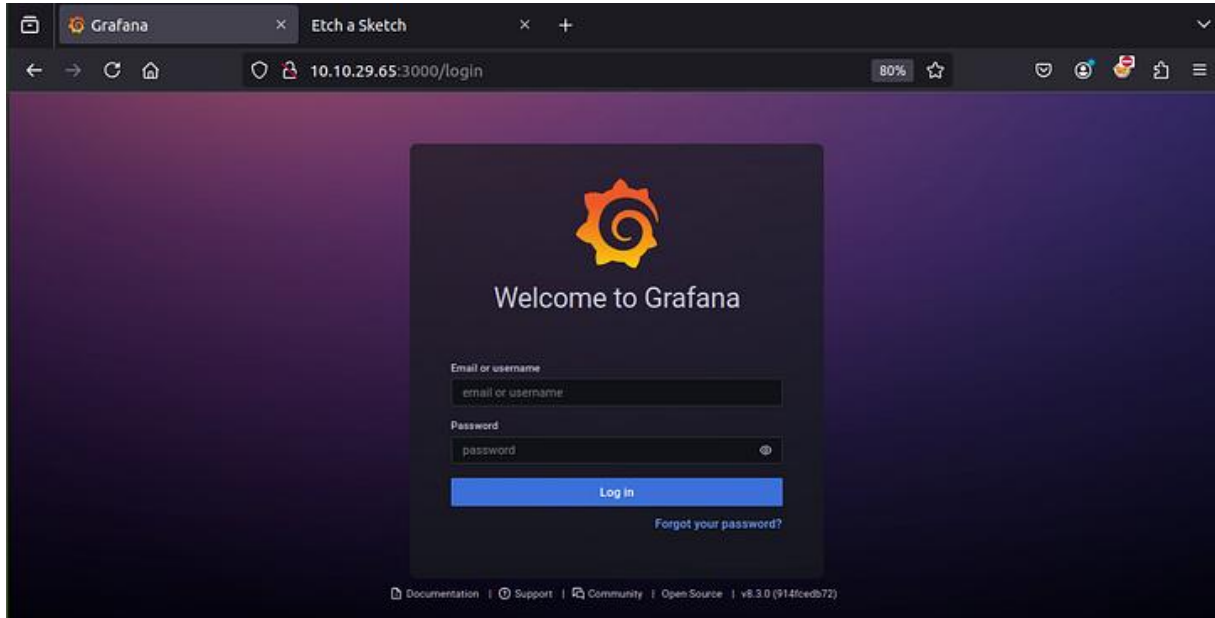 Grafana
Etch a Sketch
10.10.29.65:3000/login
80%
Welcome to Grafana
Email or username
email or username
Password
password
Log in
Forgot your password?
Documentation | Support | Community | Open Source | v8.3.0 (914fcedb72)